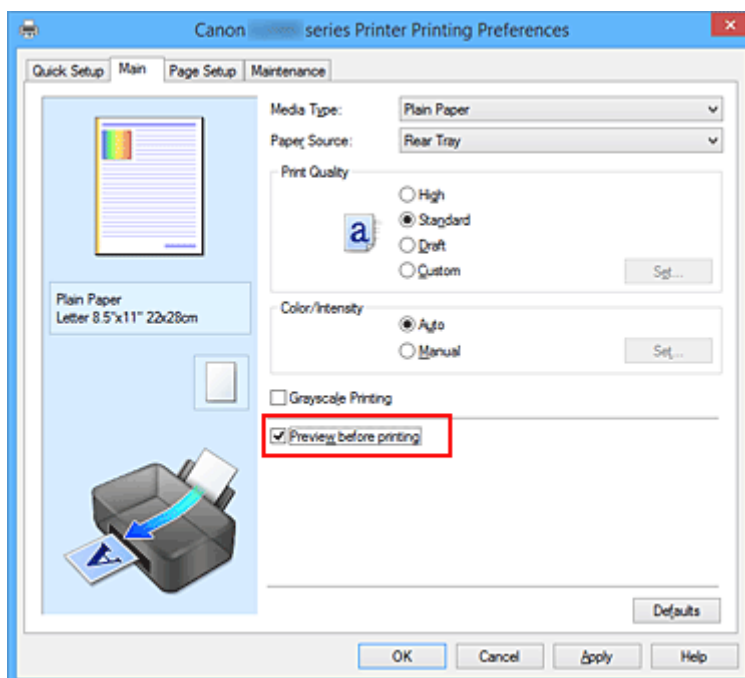 Canon series Printer Printing Preferences
Quick Setup Main Page Setup Maintenance
Media Type: Plain Paper
Paper Source: Rear Tray
Print Quality
High
Standard
Draft
Custom
Set...
a
Plain Paper
Letter 8.5"x11" 22x28cm
Color/Intensity
Auto
Manual
Set...
Grayscale Printing
Preview before printing
A
Defaults
OK Cancel Apply Help